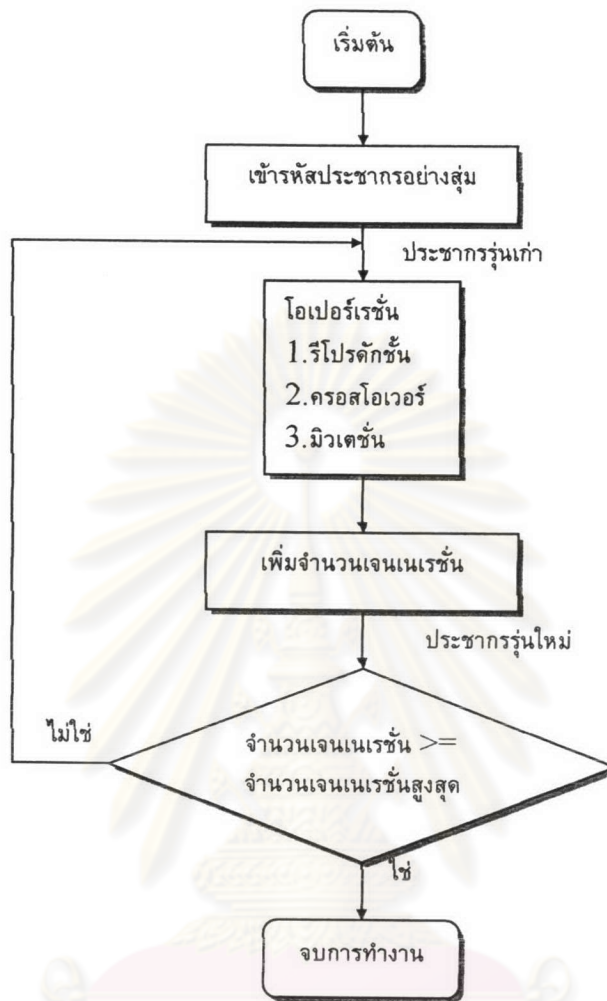 เริ่มต้น
เข้ารหัสประชากรอย่างสุ่ม
ประชากรรุ่นเก่า
โอเปอร์เรชั่น
1.รีโปรดักชั้น
2.ครอสโอเวอร์
3.มิวเตชั่น
เพิ่มจำนวนเจนเนเรชั่น
ประชากรรุ่นใหม่
ไม่ใช่
จำนวนเจนเนเรชั่น >=
จำนวนเจนเนเรชั่นสูงสุด
ใช่
จบการทำงาน